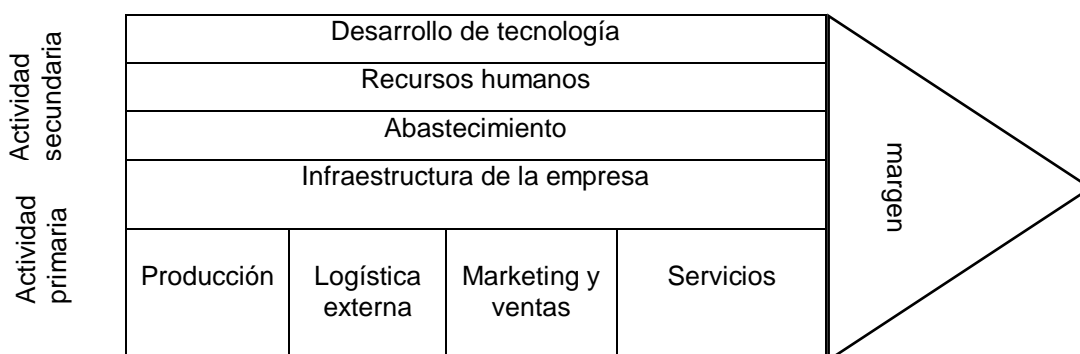 Actividad
secundaria
Desarrollo de tecnología
Recursos humanos
Abastecimiento
Infraestructura de la empresa
Actividad
primaria
Producción
Logística
externa
Marketing y
ventas
Servicios
margen